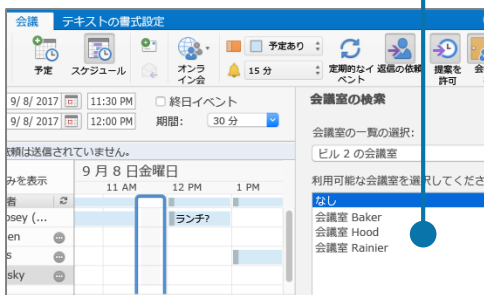 会議 テキストの書式設定
予定 スケジュール オンライン会 予定あり 15 分 定期的なイベント 返信の依頼 提案を許可 会
9/ 8/ 2017 11:30 PM 終日イベント
9/ 8/ 2017 12:00 PM 期間: 30 分
依頼は送信されていません。
みを表示 9 月 8 日金曜日
者 11 AM 12 PM 1 PM
osey (... ランチ?
en
s
sky
会議室の検索
会議室の一覧の選択:
ビル 2 の会議室
利用可能な会議室を選択してくださ
なし
会議室 Baker
会議室 Hood
会議室 Rainier